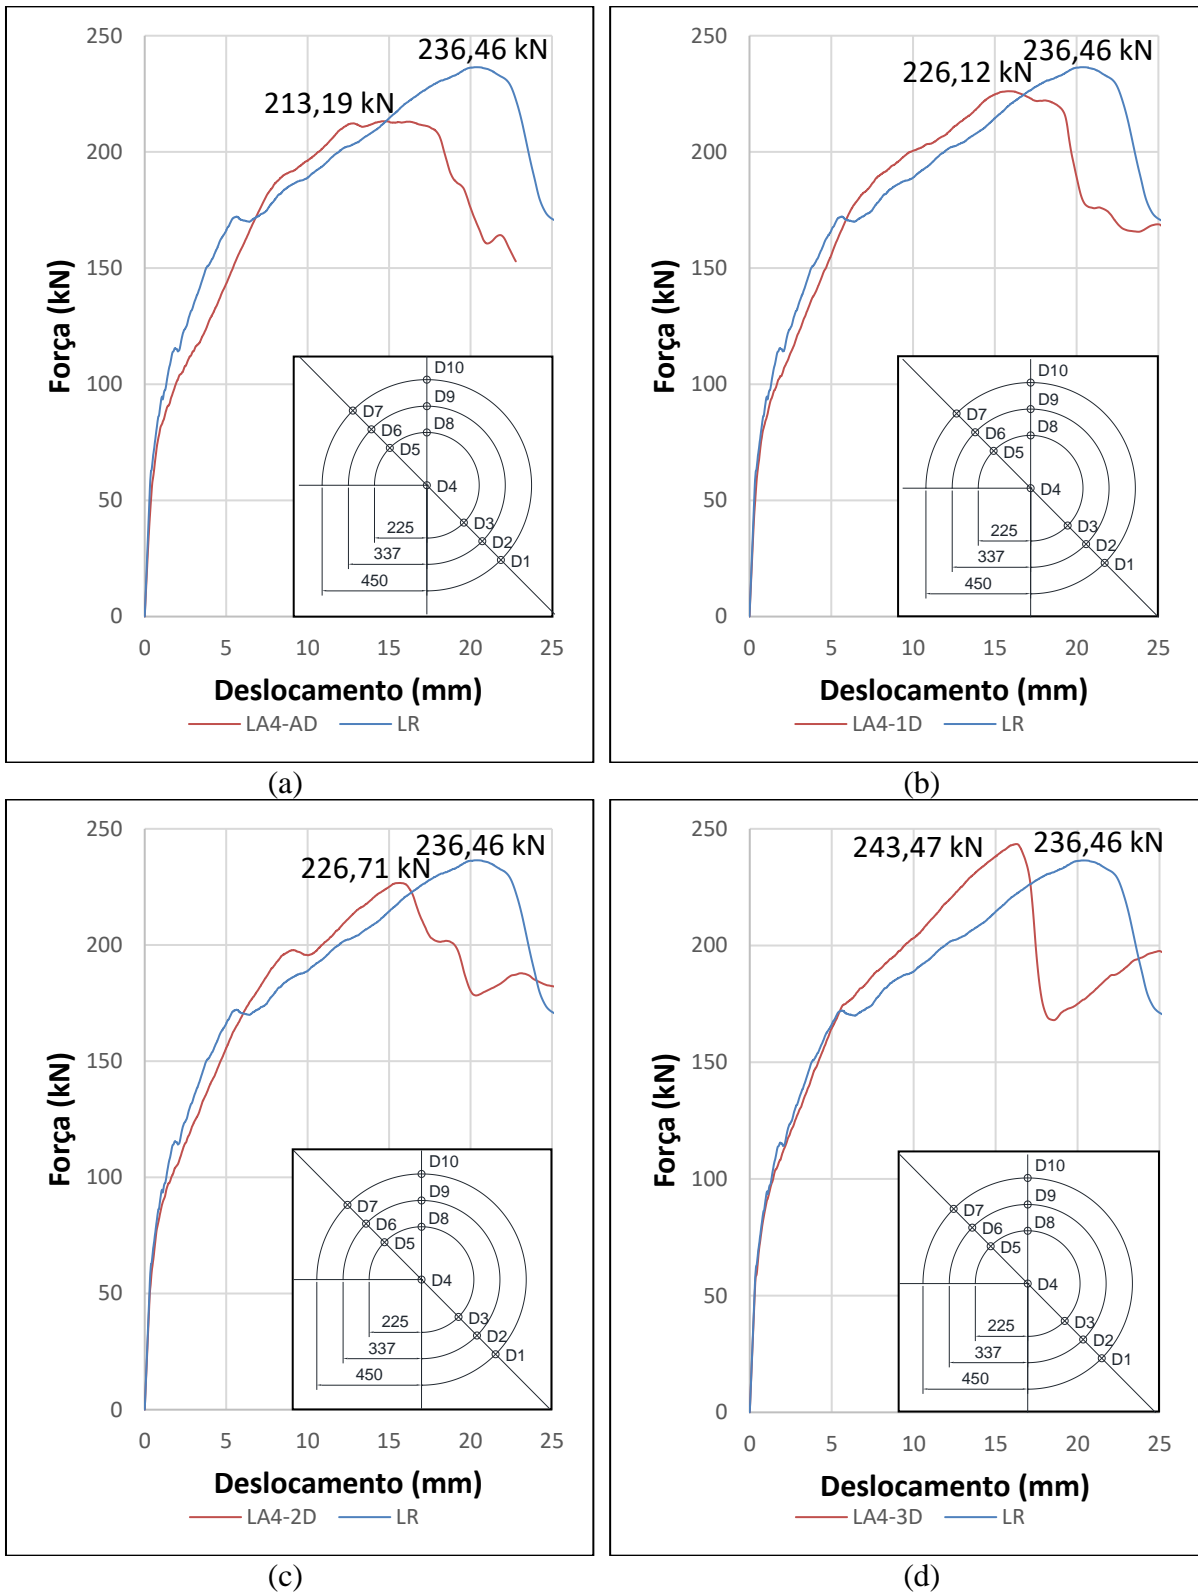 236,46 kN
213,19 kN
250
200
150
100
50
0
Força (kN)
D10
D9
D8
D7
D6
D5
D4
D3
D2
D1
225
337
450
0 5 10 15 20 25
Deslocamento (mm)
LA4-AD LR
(a)
236,46 kN
226,12 kN
250
200
150
100
50
0
Força (kN)
D10
D9
D8
D7
D6
D5
D4
D3
D2
D1
225
337
450
0 5 10 15 20 25
Deslocamento (mm)
LA4-1D LR
(b)
236,46 kN
226,71 kN
250
200
150
100
50
0
Força (kN)
D10
D9
D8
D7
D6
D5
D4
D3
D2
D1
225
337
450
0 5 10 15 20 25
Deslocamento (mm)
LA4-2D LR
(c)
243,47 kN 236,46 kN
250
200
150
100
50
0
Força (kN)
D10
D9
D8
D7
D6
D5
D4
D3
D2
D1
225
337
450
0 5 10 15 20 25
Deslocamento (mm)
LA4-3D LR
(d)